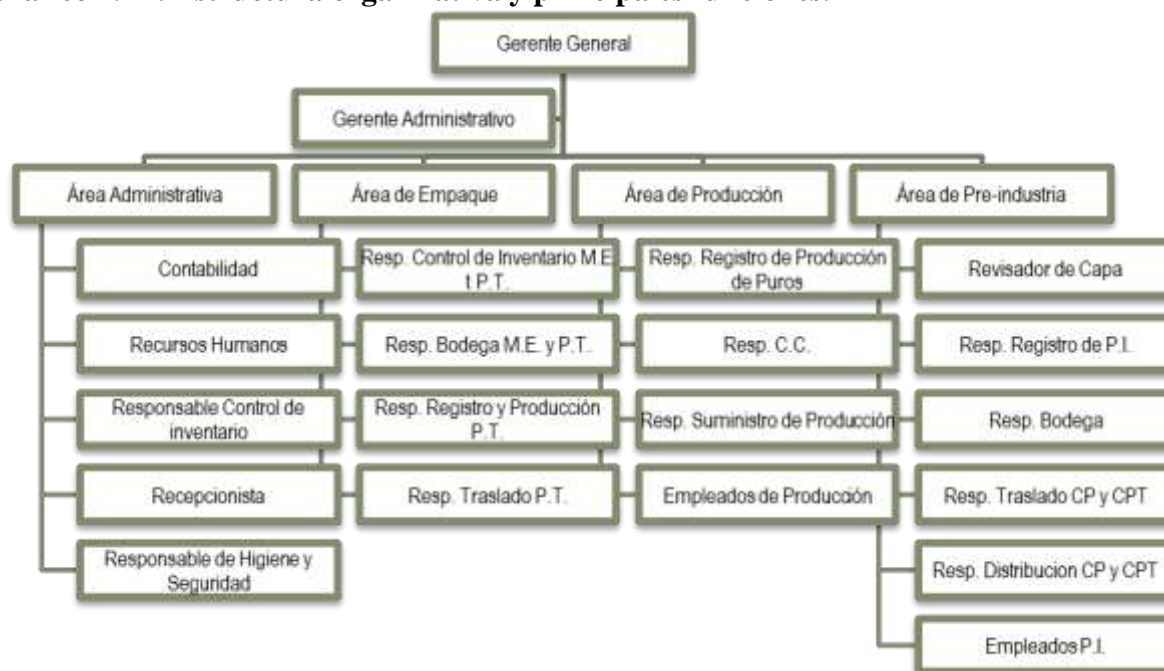 Gerente General
Gerente Administrativo
Área Administrativa
Contabilidad
Recursos Humanos
Responsable Control de
inventario
Recepcionista
Responsable de Higiene y
Seguridad
Área de Empaque
Resp. Control de Inventario M.E
t P.T.
Resp. Bodega M.E. y P.T.
Resp. Registro y Producción
P.T.
Resp. Traslado P.T.
Área de Producción
Resp. Registro de Producción
de Puros
Resp. C.C.
Resp. Suministro de Producción
Empleados de Producción
Área de Pre-industria
Revisador de Capa
Resp. Registro de P.I.
Resp. Bodega
Resp. Traslado CP y CPT
Resp. Distribucion CP y CPT
Empleados P.I.